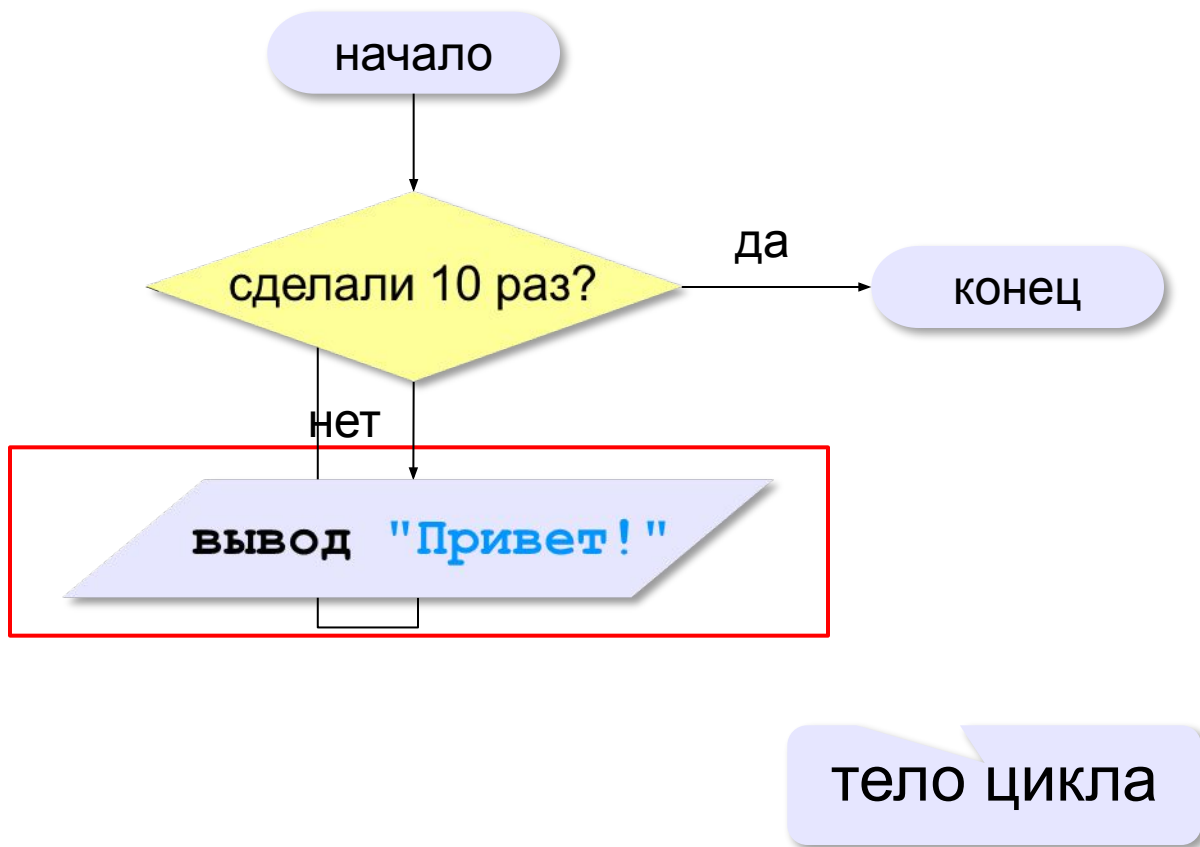 начало
да
сделали 10 раз?
конец
нет
вывод "Привет!"
тело цикла